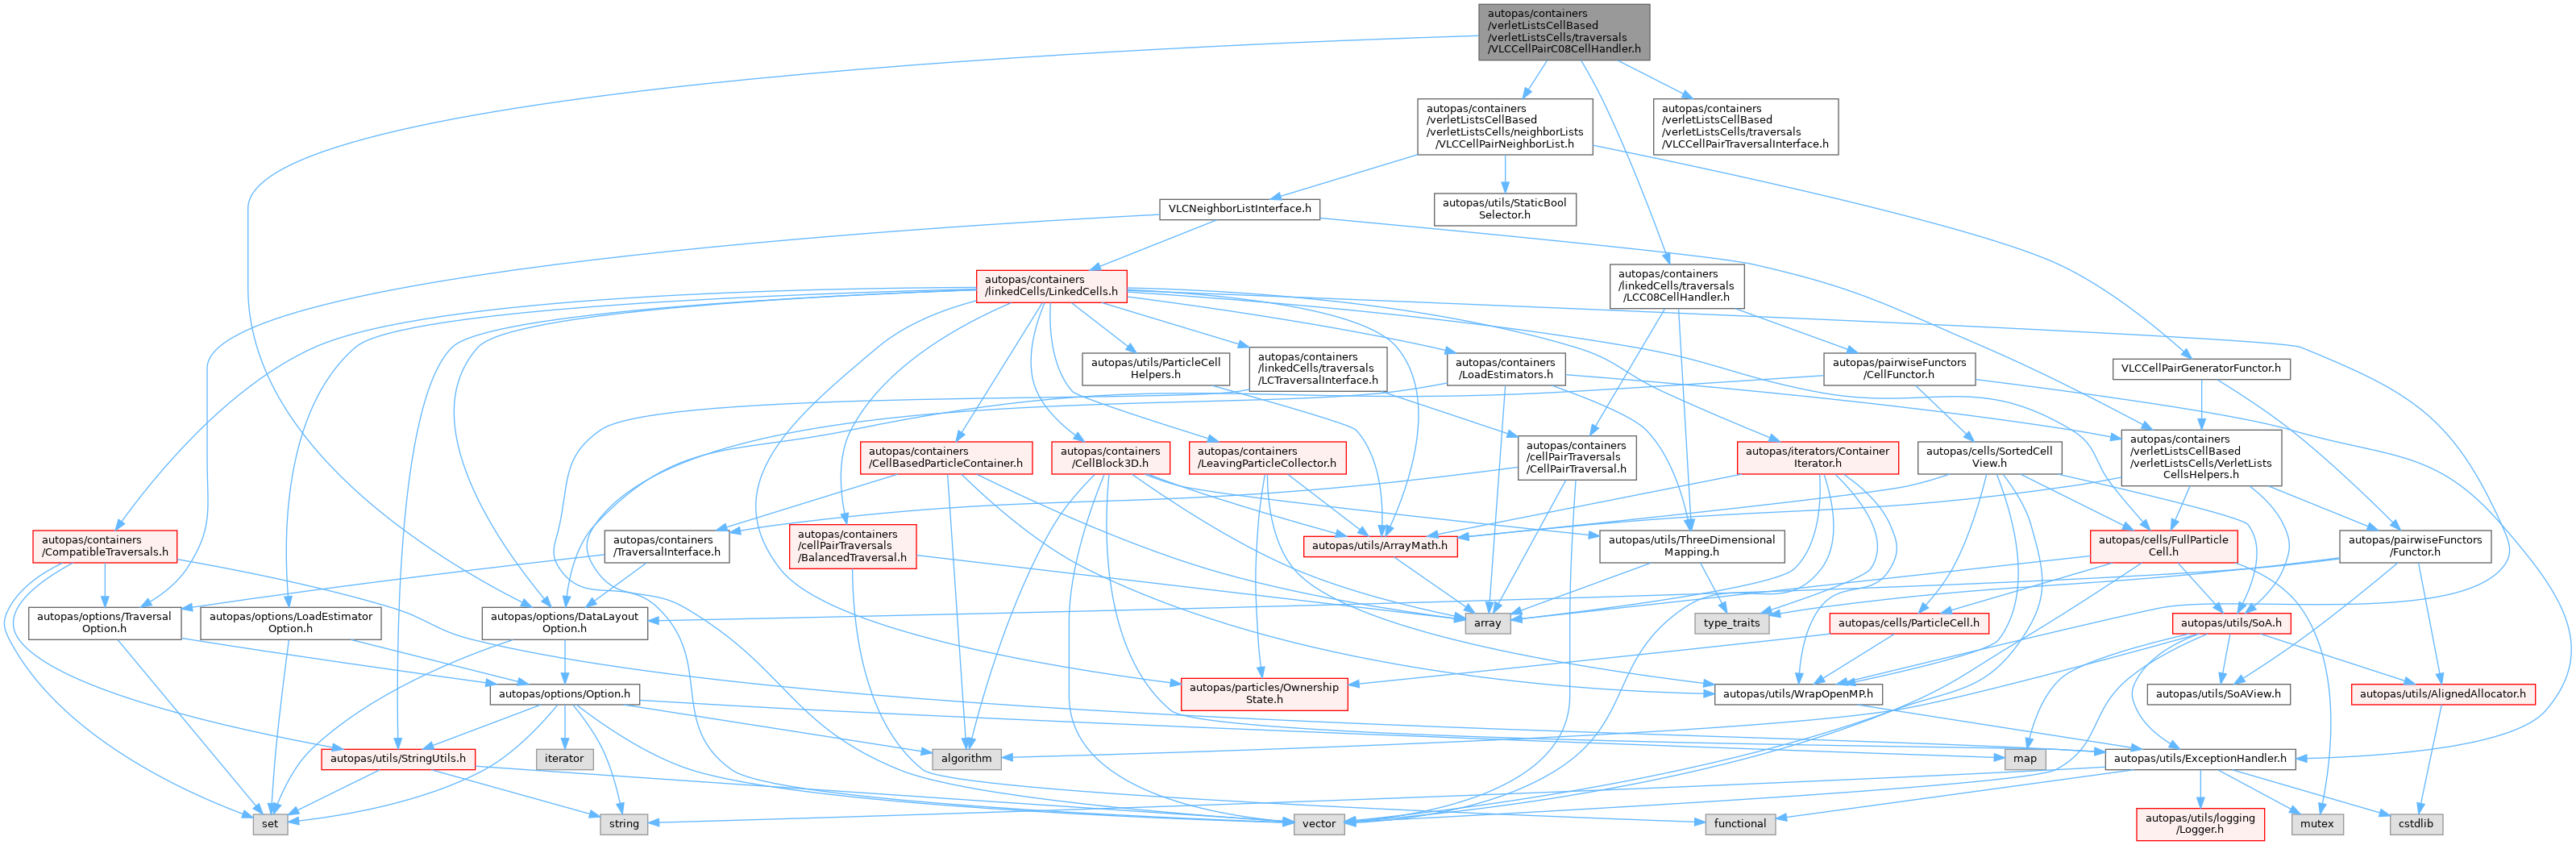 autopas/containers
/verletListsCellBased
/verletListsCells/traversals
/VLCCellPairC08CellHandler.h
autopas/containers
/verletListsCellBased
/verletListsCells/neighborLists
/VLCCellPairNeighborList.h
autopas/containers
/verletListsCellBased
/verletListsCells/traversals
/VLCCellPairTraversalInterface.h
VLCNeighborListInterface.h
autopas/utils/StaticBool
Selector.h
autopas/containers
/linkedCells/LinkedCells.h
autopas/containers
/linkedCells/traversals
/LCC08CellHandler.h
autopas/utils/ParticleCell
Helpers.h
autopas/containers
/linkedCells/traversals
/LCTraversalInterface.h
autopas/containers
/LoadEstimators.h
autopas/pairwiseFunctors
/CellFunctor.h
VLCCellPairGeneratorFunctor.h
autopas/containers
/CellBasedParticleContainer.h
autopas/containers
/CellBlock3D.h
autopas/containers
/LeavingParticleCollector.h
autopas/containers
/cellPairTraversals
/CellPairTraversal.h
autopas/iterators/Container
Iterator.h
autopas/cells/SortedCell
View.h
autopas/containers
/verletListsCellBased
/verletListsCells/VerletLists
CellsHelpers.h
autopas/containers
/CompatibleTraversals.h
autopas/containers
/TraversalInterface.h
autopas/containers
/cellPairTraversals
/BalancedTraversal.h
autopas/utils/ArrayMath.h
autopas/utils/ThreeDimensional
Mapping.h
autopas/cells/FullParticle
Cell.h
autopas/pairwiseFunctors
/Functor.h
autopas/options/Traversal
Option.h
autopas/options/LoadEstimator
Option.h
autopas/options/DataLayout
Option.h
array
type_traits
autopas/cells/ParticleCell.h
autopas/utils/SoA.h
autopas/options/Option.h
autopas/particles/Ownership
State.h
autopas/utils/WrapOpenMP.h
autopas/utils/SoAView.h
autopas/utils/AlignedAllocator.h
autopas/utils/StringUtils.h
iterator
algorithm
map
autopas/utils/ExceptionHandler.h
set
string
vector
functional
autopas/utils/logging
/Logger.h
mutex
cstdlib